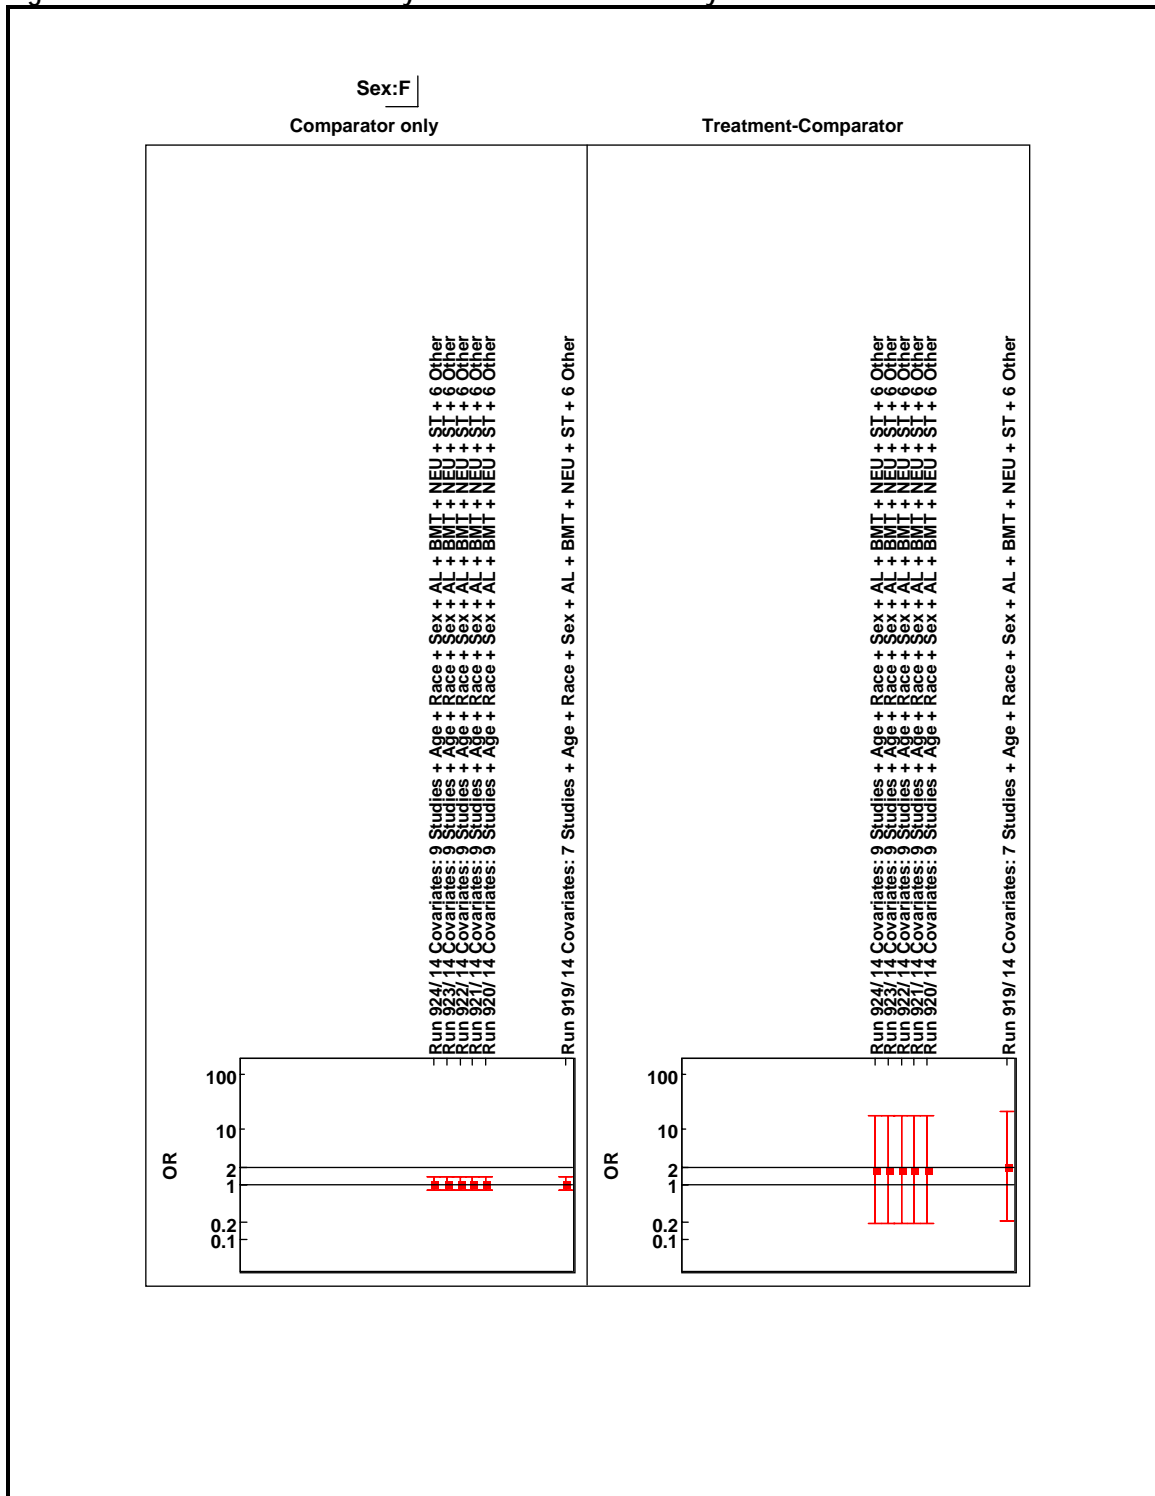 Sex:F
Comparator only
Treatment-Comparator
Run 924/ 14 Covariates: 9 Studies + Age + Race + Sex + AL + BMT + NEU + ST + 6 Other
Run 923/ 14 Covariates: 9 Studies + Age + Race + Sex + AL + BMT + NEU + ST + 6 Other
Run 922/ 14 Covariates: 9 Studies + Age + Race + Sex + AL + BMT + NEU + ST + 6 Other
Run 921/ 14 Covariates: 9 Studies + Age + Race + Sex + AL + BMT + NEU + ST + 6 Other
Run 920/ 14 Covariates: 9 Studies + Age + Race + Sex + AL + BMT + NEU + ST + 6 Other
Run 919/ 14 Covariates: 7 Studies + Age + Race + Sex + AL + BMT + NEU + ST + 6 Other
OR
100
10
2
1
0.2
0.1
Run 924/ 14 Covariates: 9 Studies + Age + Race + Sex + AL + BMT + NEU + ST + 6 Other
Run 923/ 14 Covariates: 9 Studies + Age + Race + Sex + AL + BMT + NEU + ST + 6 Other
Run 922/ 14 Covariates: 9 Studies + Age + Race + Sex + AL + BMT + NEU + ST + 6 Other
Run 921/ 14 Covariates: 9 Studies + Age + Race + Sex + AL + BMT + NEU + ST + 6 Other
Run 920/ 14 Covariates: 9 Studies + Age + Race + Sex + AL + BMT + NEU + ST + 6 Other
Run 919/ 14 Covariates: 7 Studies + Age + Race + Sex + AL + BMT + NEU + ST + 6 Other
OR
100
10
2
1
0.2
0.1